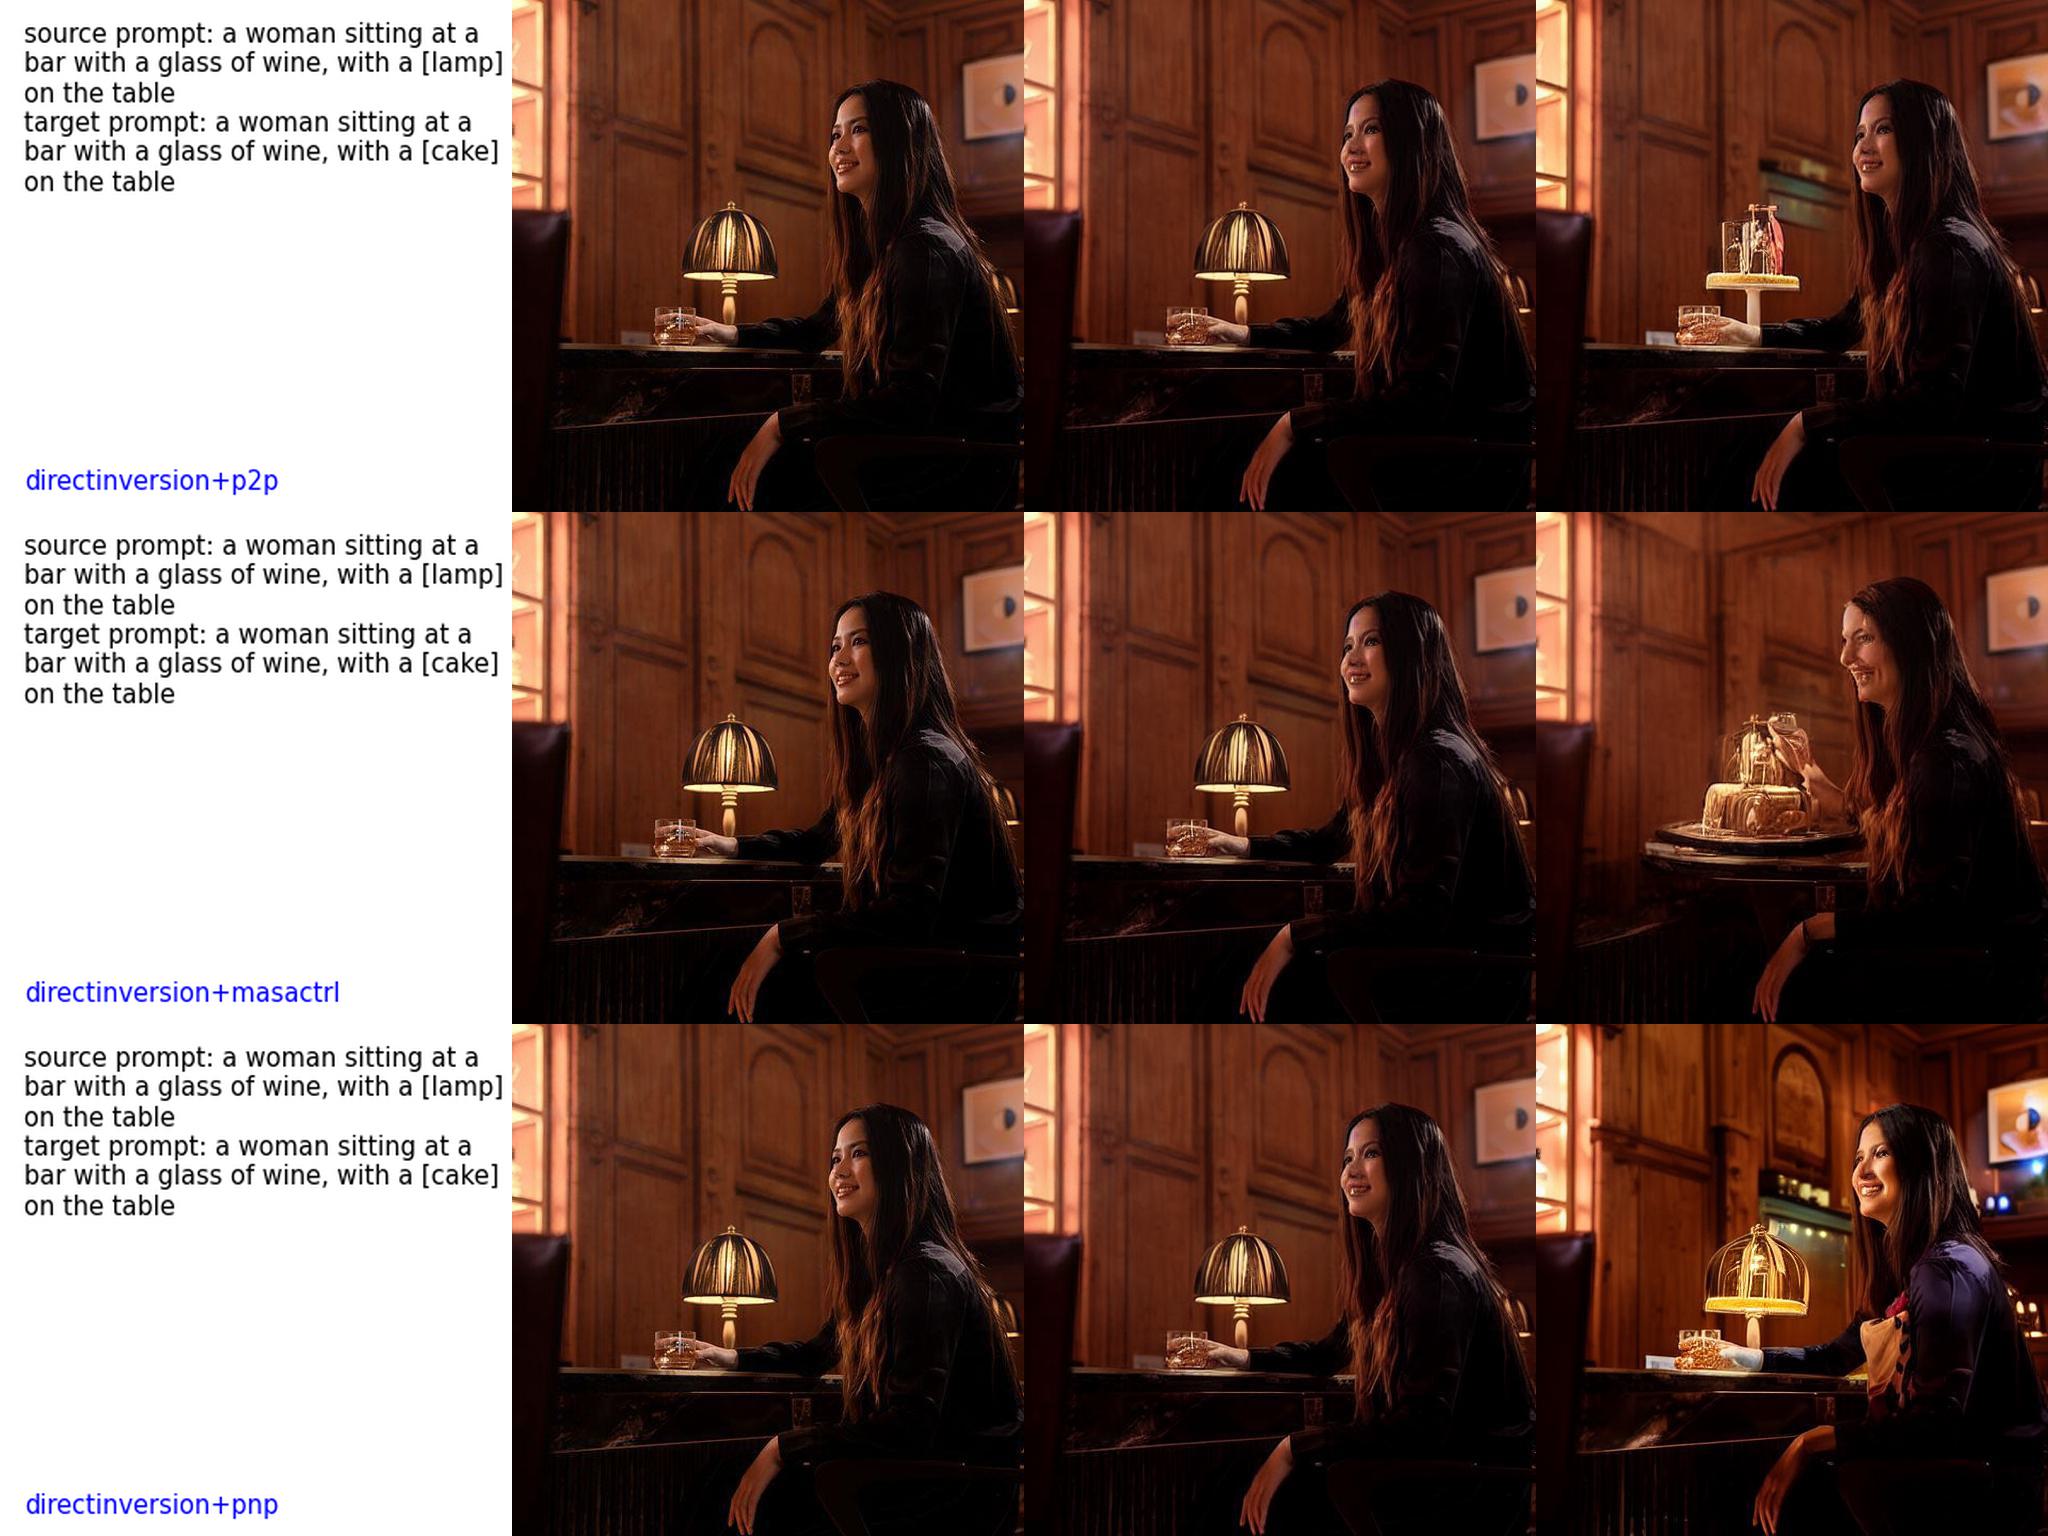 source prompt: a woman sitting at a
bar with a glass of wine, with a [lamp]
on the table
target prompt: a woman sitting at a
bar with a glass of wine, with a [cake]
on the table
directinversion+p2p
source prompt: a woman sitting at a
bar with a glass of wine, with a [lamp]
on the table
target prompt: a woman sitting at a
bar with a glass of wine, with a [cake]
on the table
directinversion+masactrl
source prompt: a woman sitting at a
bar with a glass of wine, with a [lamp]
on the table
target prompt: a woman sitting at a
bar with a glass of wine, with a [cake]
on the table
directinversion+pnp